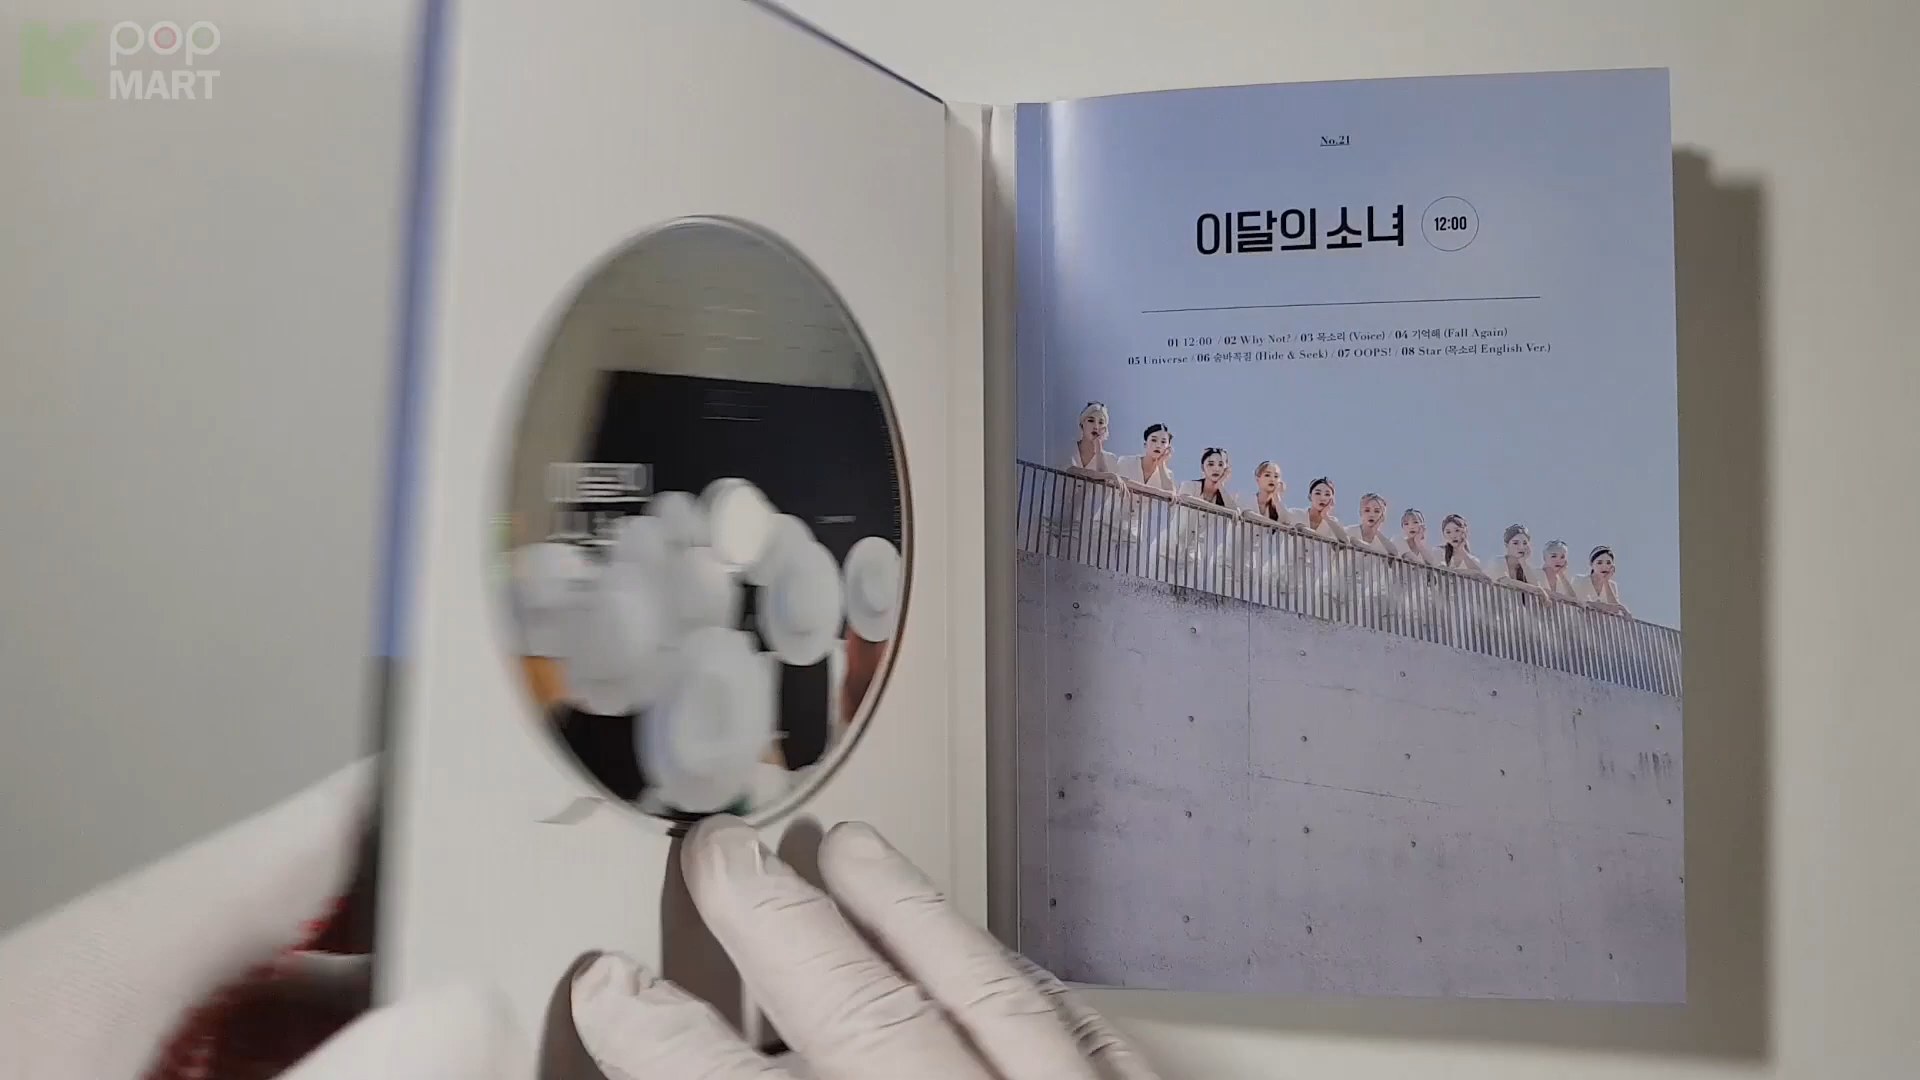 K pop
MART
No.21
이달의 소녀 12:00
01 12:00 / 02 Why Not? / 03 목소리 (Voice) / 04 기억해 (Fall Again)
05 Universe / 06 숨바꼭질 (Hide & Seek) / 07 OOPS! / 08 Star (목소리 English Ver.)